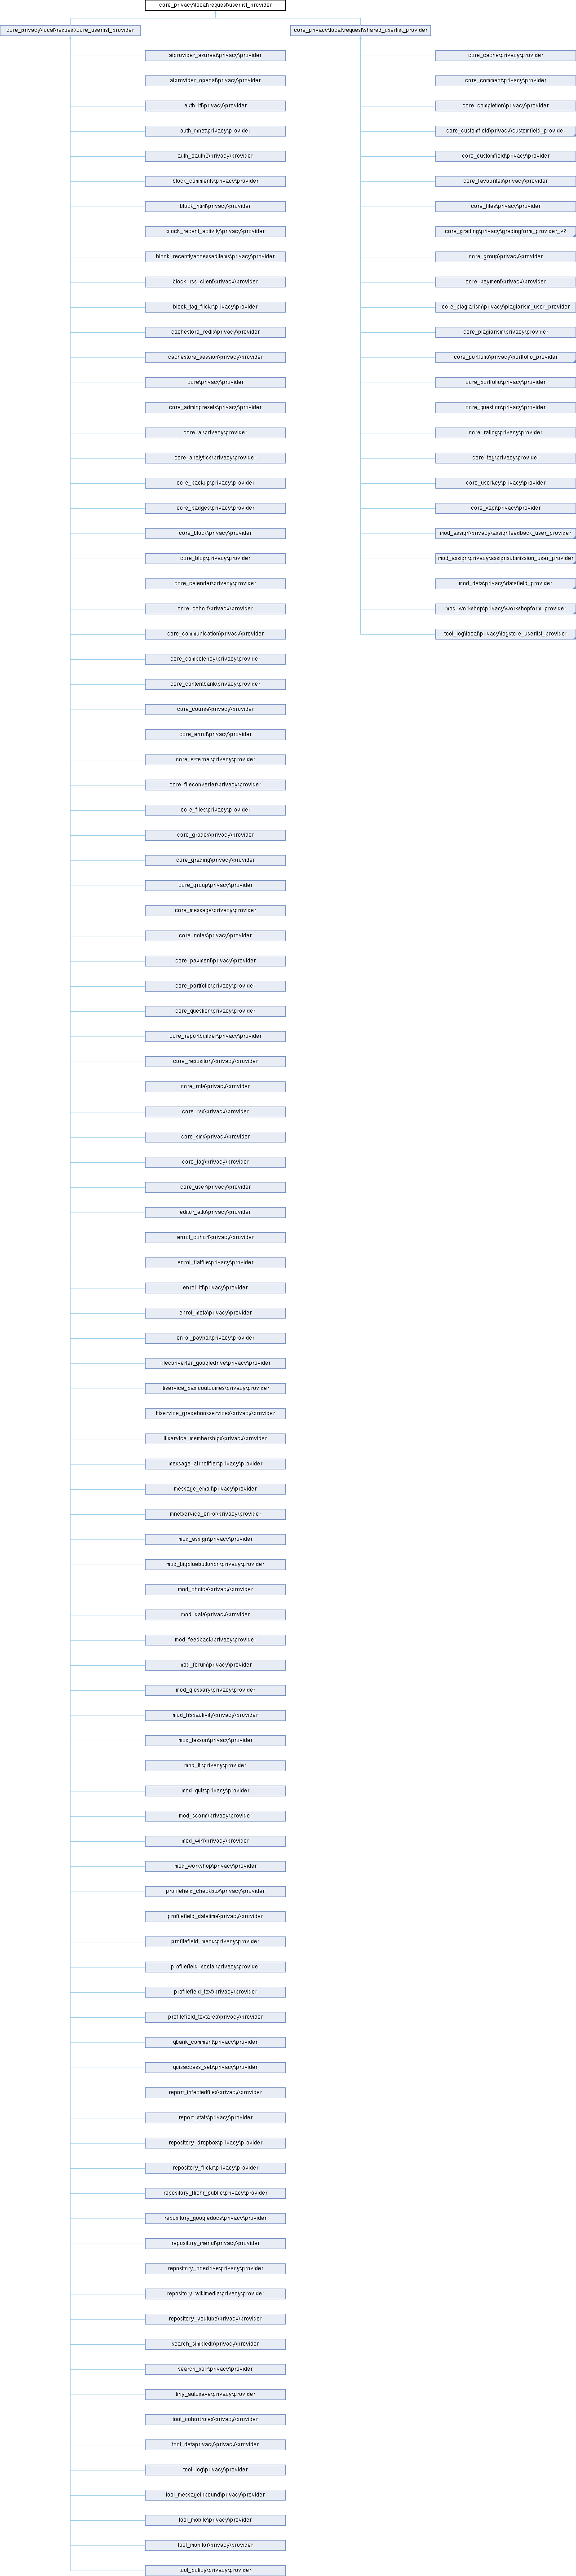 core_privacy\local\request\userlist_provider
core_privacy\local\request\core_userlist_provider
core_privacy\local\request\shared_userlist_provider
aiprovider_azureai\privacy\provider
aiprovider_openai\privacy\provider
auth_lti\privacy\provider
auth_mnet\privacy\provider
auth_oauth2\privacy\provider
block_comments\privacy\provider
block_html\privacy\provider
block_recent_activity\privacy\provider
block_recentlyaccesseditems\privacy\provider
block_rss_client\privacy\provider
block_tag_flickr\privacy\provider
cachestore_redis\privacy\provider
cachestore_session\privacy\provider
core\privacy\provider
core_adminpresets\privacy\provider
core_ai\privacy\provider
core_analytics\privacy\provider
core_backup\privacy\provider
core_badges\privacy\provider
core_block\privacy\provider
core_blog\privacy\provider
core_calendar\privacy\provider
core_cohort\privacy\provider
core_communication\privacy\provider
core_competency\privacy\provider
core_contentbank\privacy\provider
core_course\privacy\provider
core_enrol\privacy\provider
core_external\privacy\provider
core_fileconverter\privacy\provider
core_files\privacy\provider
core_grades\privacy\provider
core_grading\privacy\provider
core_group\privacy\provider
core_message\privacy\provider
core_notes\privacy\provider
core_payment\privacy\provider
core_portfolio\privacy\provider
core_question\privacy\provider
core_reportbuilder\privacy\provider
core_repository\privacy\provider
core_role\privacy\provider
core_rss\privacy\provider
core_sms\privacy\provider
core_tag\privacy\provider
core_user\privacy\provider
editor_atto\privacy\provider
enrol_cohort\privacy\provider
enrol_flatfile\privacy\provider
enrol_lti\privacy\provider
enrol_meta\privacy\provider
enrol_paypal\privacy\provider
fileconverter_googledrive\privacy\provider
ltiservice_basicoutcomes\privacy\provider
ltiservice_gradebookservices\privacy\provider
ltiservice_memberships\privacy\provider
message_airnotifier\privacy\provider
message_email\privacy\provider
mnetservice_enrol\privacy\provider
mod_assign\privacy\provider
mod_bigbluebuttonbn\privacy\provider
mod_choice\privacy\provider
mod_data\privacy\provider
mod_feedback\privacy\provider
mod_forum\privacy\provider
mod_glossary\privacy\provider
mod_h5pactivity\privacy\provider
mod_lesson\privacy\provider
mod_lti\privacy\provider
mod_quiz\privacy\provider
mod_scorm\privacy\provider
mod_wiki\privacy\provider
mod_workshop\privacy\provider
profilefield_checkbox\privacy\provider
profilefield_datetime\privacy\provider
profilefield_menu\privacy\provider
profilefield_social\privacy\provider
profilefield_text\privacy\provider
profilefield_textarea\privacy\provider
qbank_comment\privacy\provider
quizaccess_seb\privacy\provider
report_infectedfiles\privacy\provider
report_stats\privacy\provider
repository_dropbox\privacy\provider
repository_flickr\privacy\provider
repository_flickr_public\privacy\provider
repository_googledocs\privacy\provider
repository_merlot\privacy\provider
repository_onedrive\privacy\provider
repository_wikimedia\privacy\provider
repository_youtube\privacy\provider
search_simpledb\privacy\provider
search_solr\privacy\provider
tiny_autosave\privacy\provider
tool_cohortroles\privacy\provider
tool_dataprivacy\privacy\provider
tool_log\privacy\provider
tool_messageinbound\privacy\provider
tool_mobile\privacy\provider
tool_monitor\privacy\provider
tool_policy\privacy\provider
core_cache\privacy\provider
core_comment\privacy\provider
core_completion\privacy\provider
core_customfield\privacy\customfield_provider
core_customfield\privacy\provider
core_favourites\privacy\provider
core_files\privacy\provider
core_grading\privacy\gradingform_provider_v2
core_group\privacy\provider
core_payment\privacy\provider
core_plagiarism\privacy\plagiarism_user_provider
core_plagiarism\privacy\provider
core_portfolio\privacy\portfolio_provider
core_portfolio\privacy\provider
core_question\privacy\provider
core_rating\privacy\provider
core_tag\privacy\provider
core_userkey\privacy\provider
core_xapi\privacy\provider
mod_assign\privacy\assignfeedback_user_provider
mod_assign\privacy\assignsubmission_user_provider
mod_data\privacy\datafield_provider
mod_workshop\privacy\workshopform_provider
tool_log\local\privacy\logstore_userlist_provider